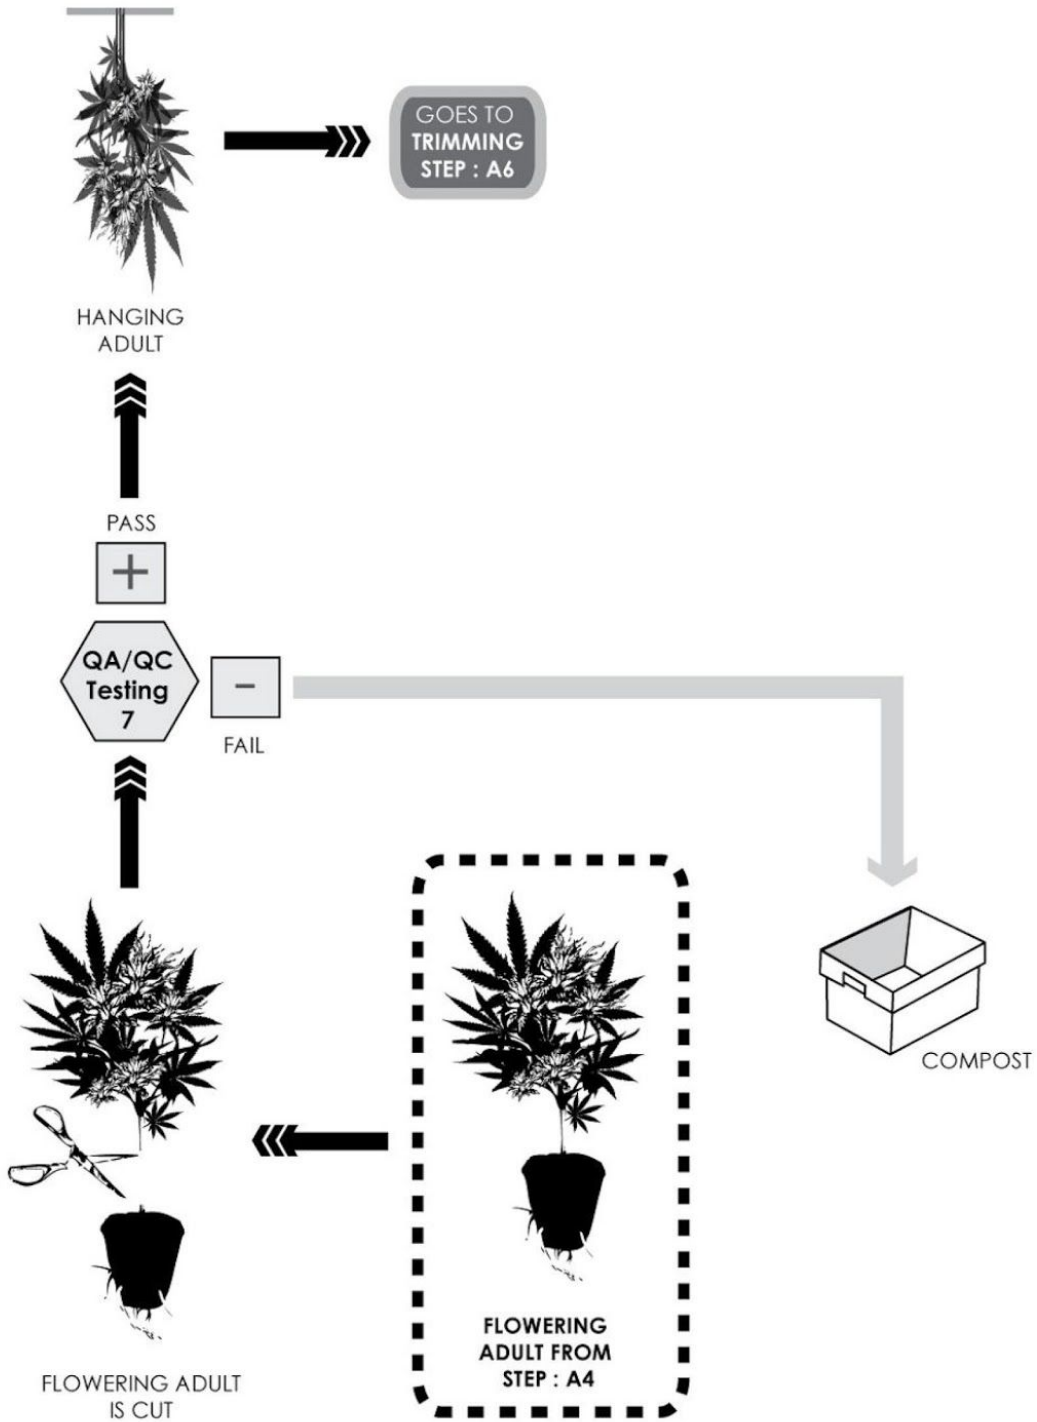 GOES TO
TRIMMING
STEP : A6
HANGING
ADULT
PASS
+
QA/QC
Testing
7
-
FAIL
COMPOST
FLOWERING
ADULT FROM
STEP : A4
FLOWERING ADULT
IS CUT